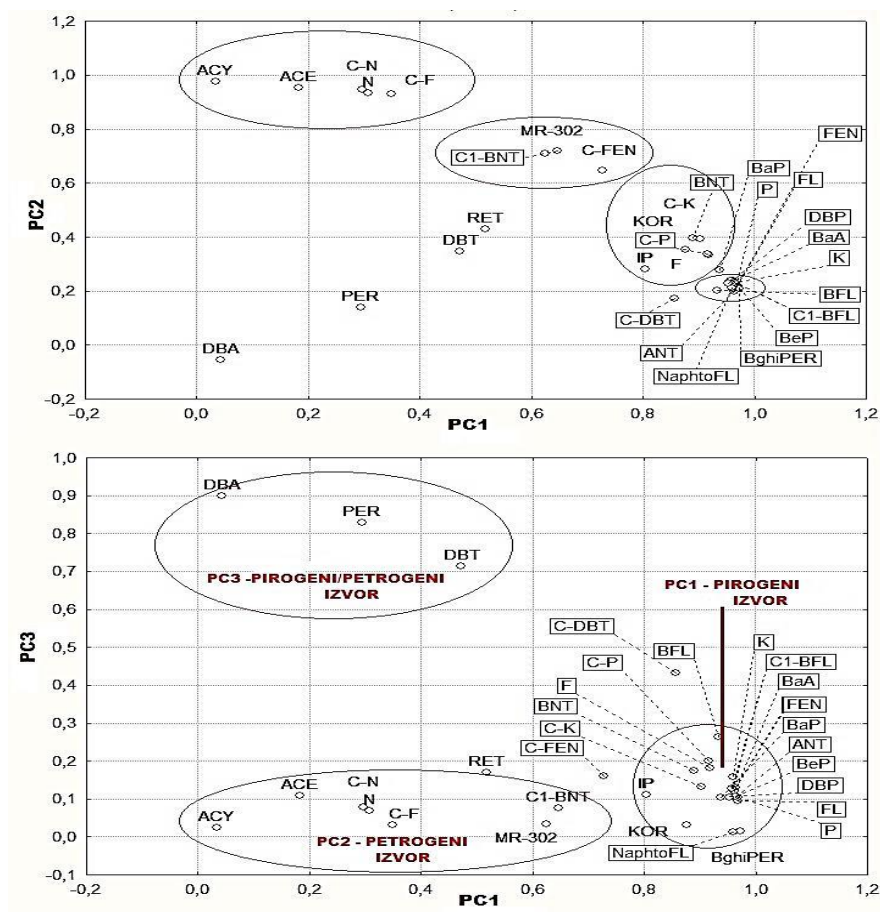 1,2
1,0
0,8
0,6
0,4
0,2
0,0
-0,2
PC2
ACY
ACE
C-N
N
C-F
MR-302
C1-BNT
C-FEN
FEN
BaP
BNT
P
FL
C-K
KOR
RET
DBP
C-P
DBT
BaA
IP
F
K
PER
BFL
C-DBT
C1-BFL
DBA
ANT
BeP
NaphtoFL
BghiPER
-0,2 0,0 0,2 0,4 0,6 0,8 1,0 1,2
PC1
1,0
0,9
0,8
0,7
0,6
0,5
0,4
0,3
0,2
0,1
0,0
-0,1
PC3
DBA
PER
DBT
PC3 -PIROGENI/PETROGENI
IZVOR
PC1 - PIROGENI
IZVOR
C-DBT
BFL
K
C-P
C1-BFL
F
BaA
BNT
FEN
C-K
BaP
C-FEN
ANT
RET
BeP
ACE
C-N
N
IP
DBP
C1-BNT
ACY
C-F
FL
MR-302
KOR
P
PC2 - PETROGENI
IZVOR
NaphtoFL
BghiPER
-0,2 0,0 0,2 0,4 0,6 0,8 1,0 1,2
PC1